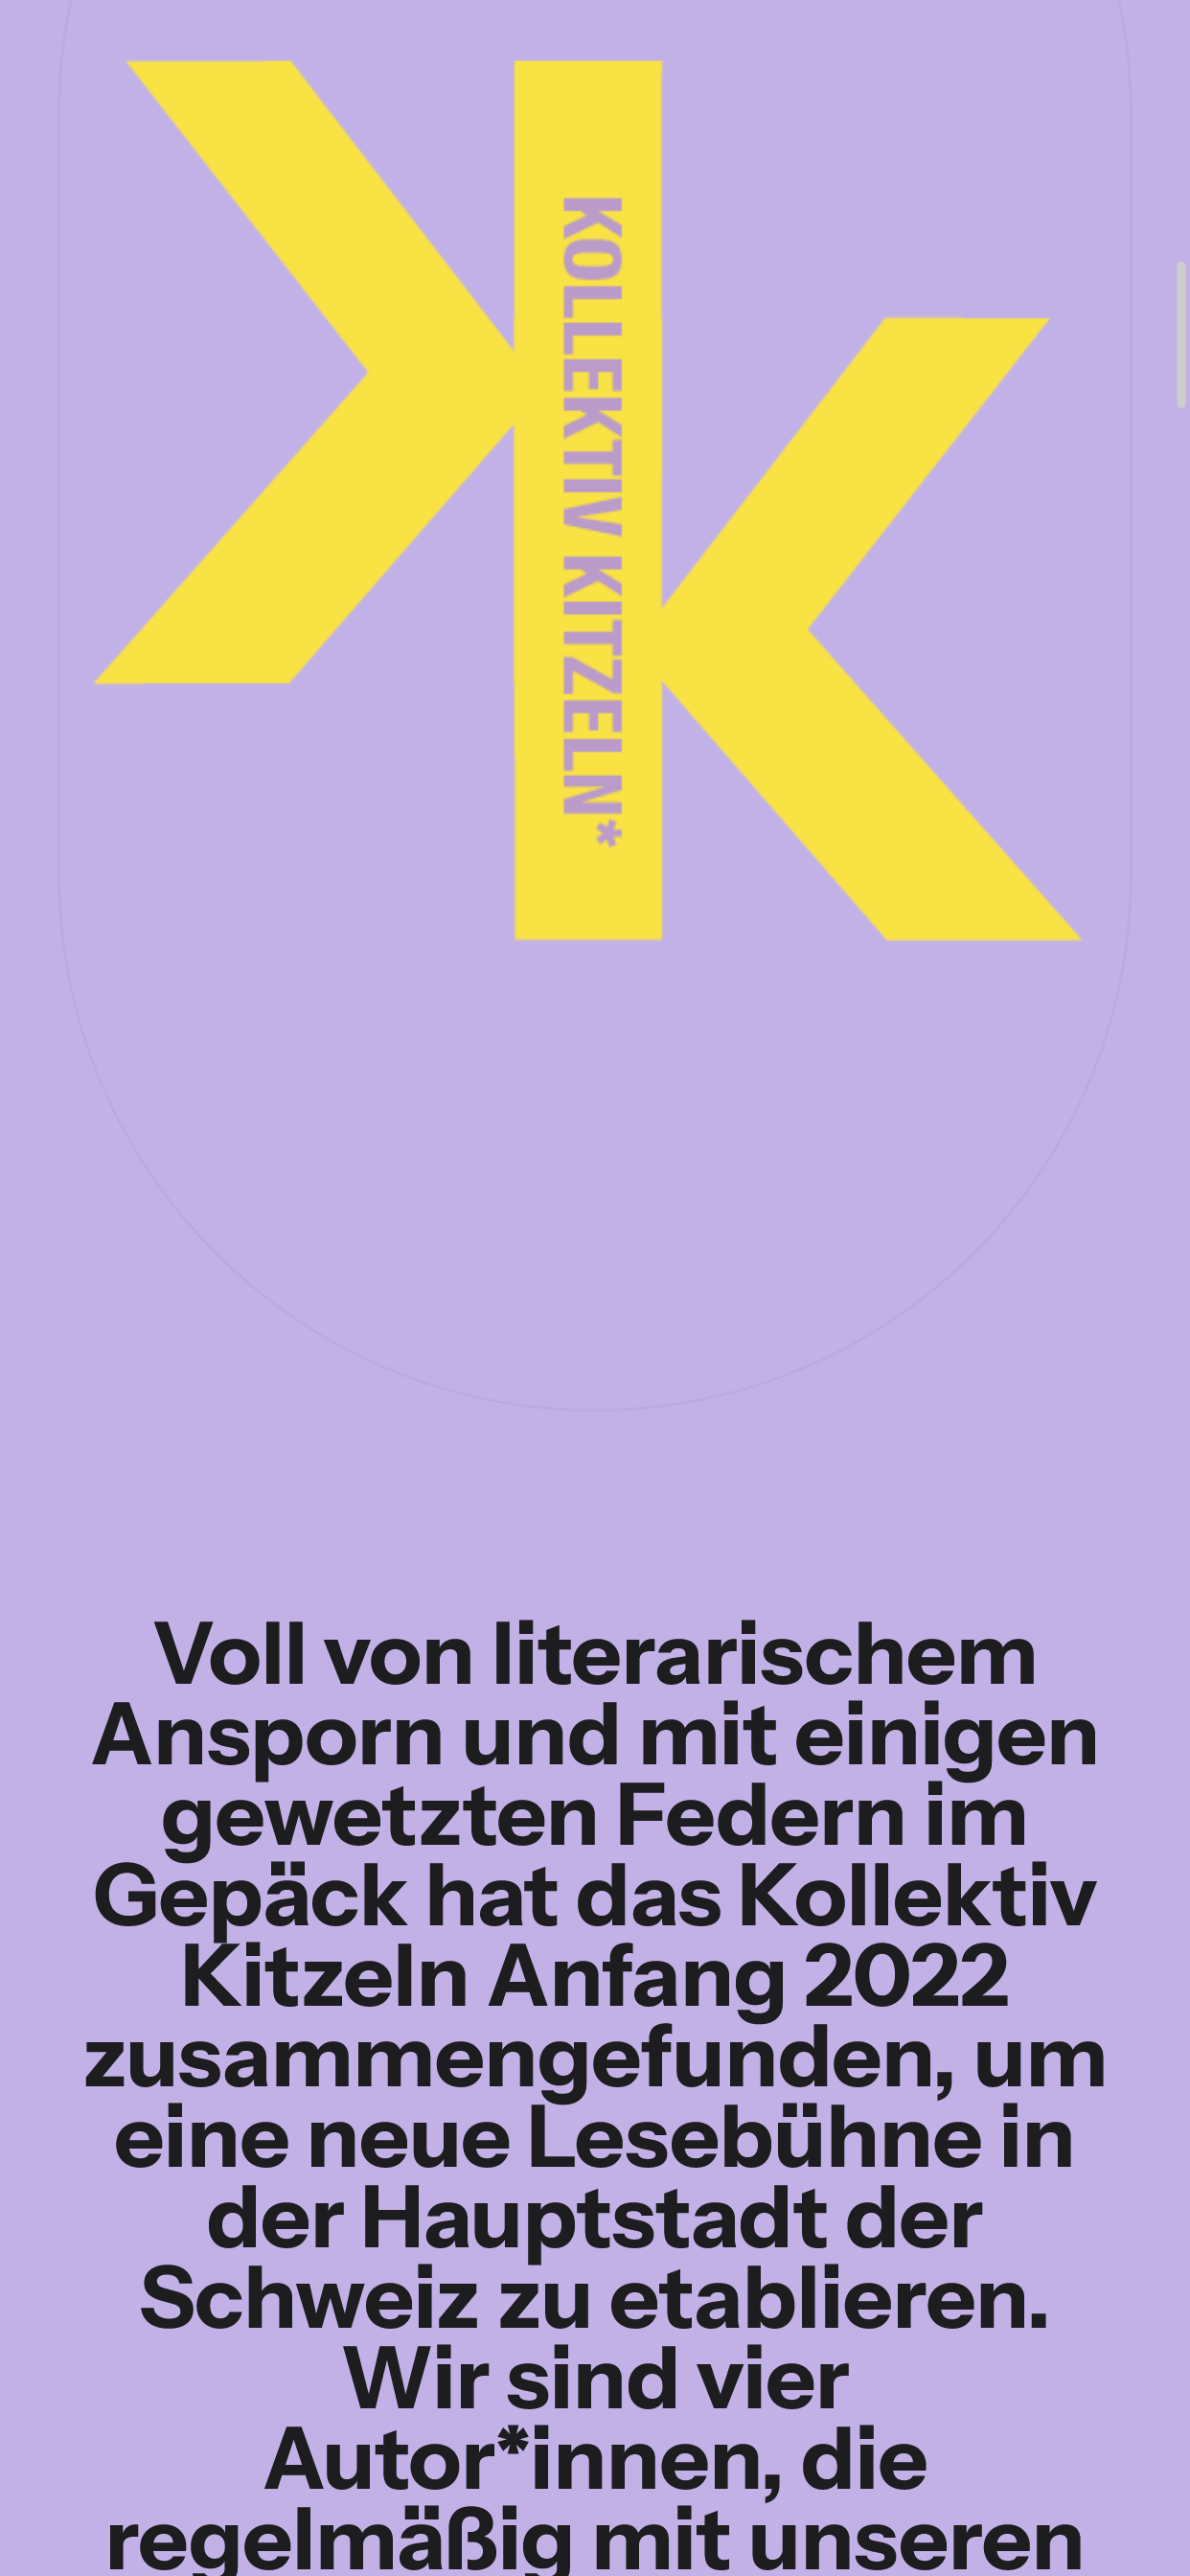 KOLLEKTIV KITZELN*
Voll von literarischem
Ansporn und mit einigen
gewetzten Federn im
Gepäck hat das Kollektiv
Kitzeln Anfang 2022
zusammengefunden, um
eine neue Lesebühne in
der Hauptstadt der
Schweiz zu etablieren.
Wir sind vier
Autor*innen, die
regelmäßig mit unseren